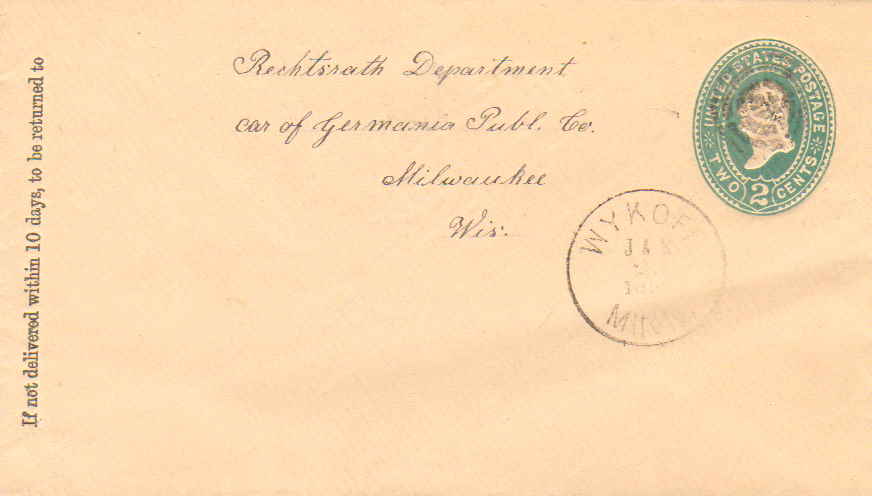 If not delivered within 10 days, to be returned to
Rechtsrath Department
car of Germania Publ. Co.
Milwaukee
Wis.
UNITED STATES POSTAGE
TWO 2 CENTS
WYKOFF
JAN
MINN